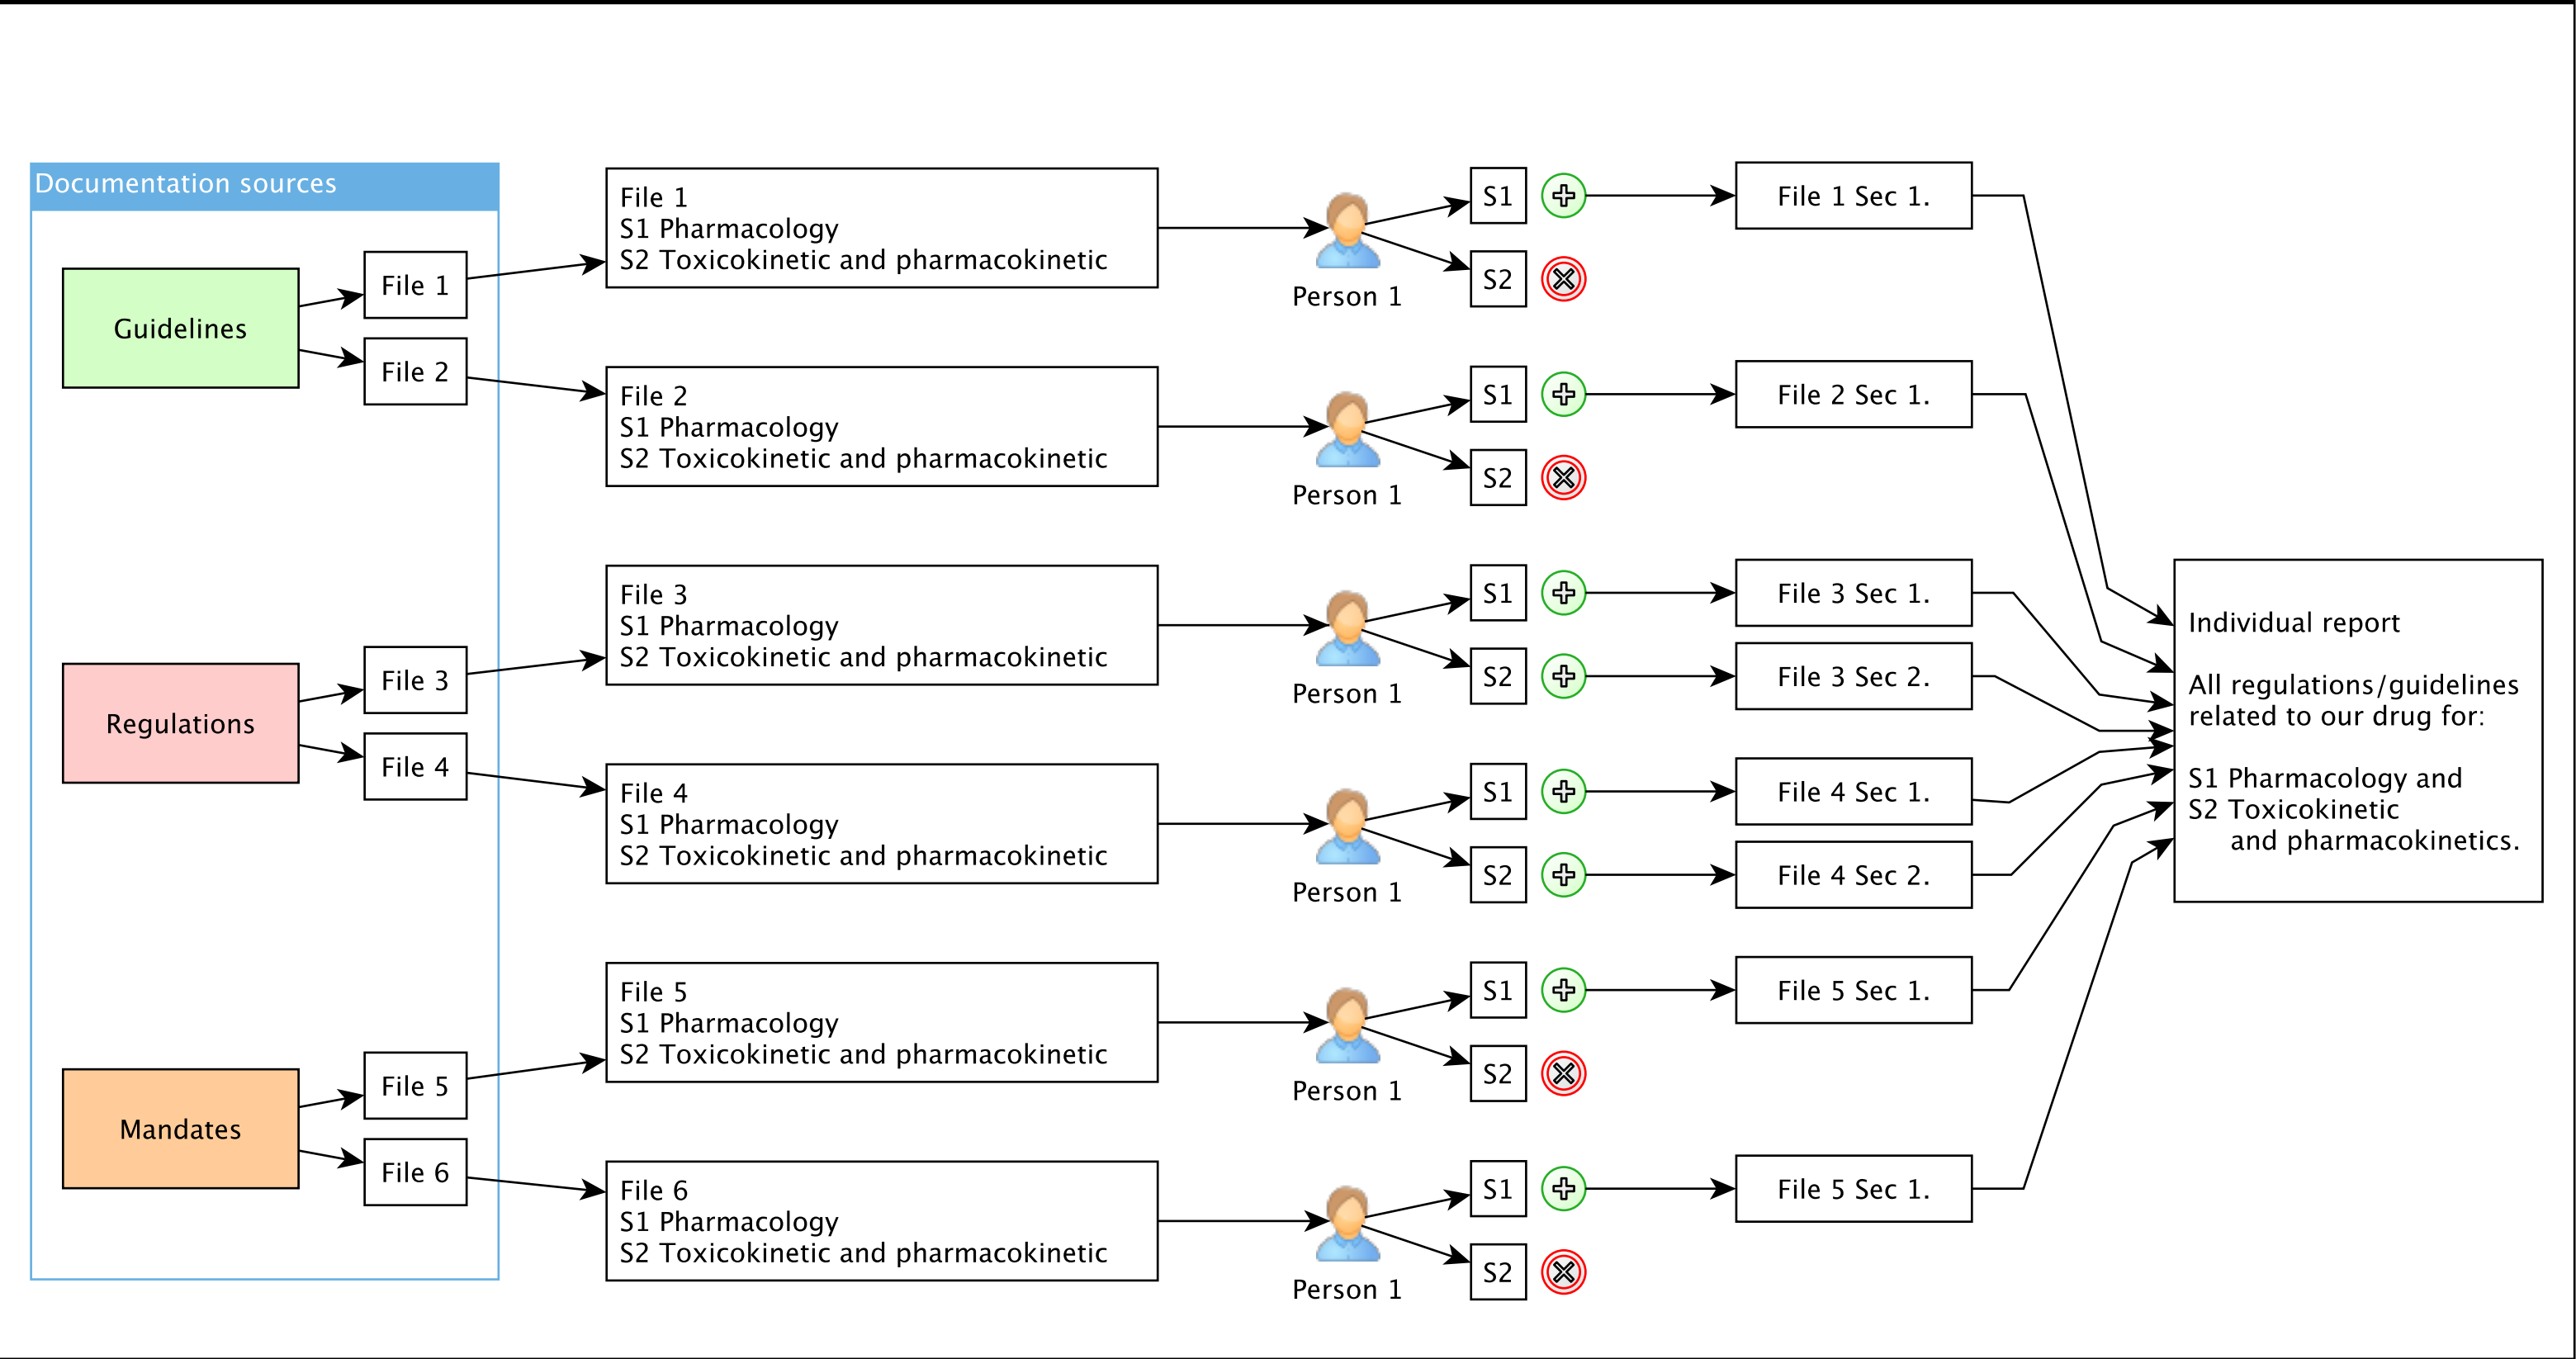 Documentation sources
Guidelines
File 1
File 2
Regulations
File 3
File 4
Mandates
File 5
File 6
File 1
S1 Pharmacology
S2 Toxicokinetic and pharmacokinetic
Person 1
S1
S2
File 1 Sec 1.
File 2
S1 Pharmacology
S2 Toxicokinetic and pharmacokinetic
Person 1
S1
S2
File 2 Sec 1.
File 3
S1 Pharmacology
S2 Toxicokinetic and pharmacokinetic
Person 1
S1
S2
File 3 Sec 1.
File 3 Sec 2.
File 4
S1 Pharmacology
S2 Toxicokinetic and pharmacokinetic
Person 1
S1
S2
File 4 Sec 1.
File 4 Sec 2.
File 5
S1 Pharmacology
S2 Toxicokinetic and pharmacokinetic
Person 1
S1
S2
File 5 Sec 1.
File 6
S1 Pharmacology
S2 Toxicokinetic and pharmacokinetic
Person 1
S1
S2
File 5 Sec 1.
Individual report
All regulations/guidelines
related to our drug for:
S1 Pharmacology and
S2 Toxicokinetic
and pharmacokinetics.